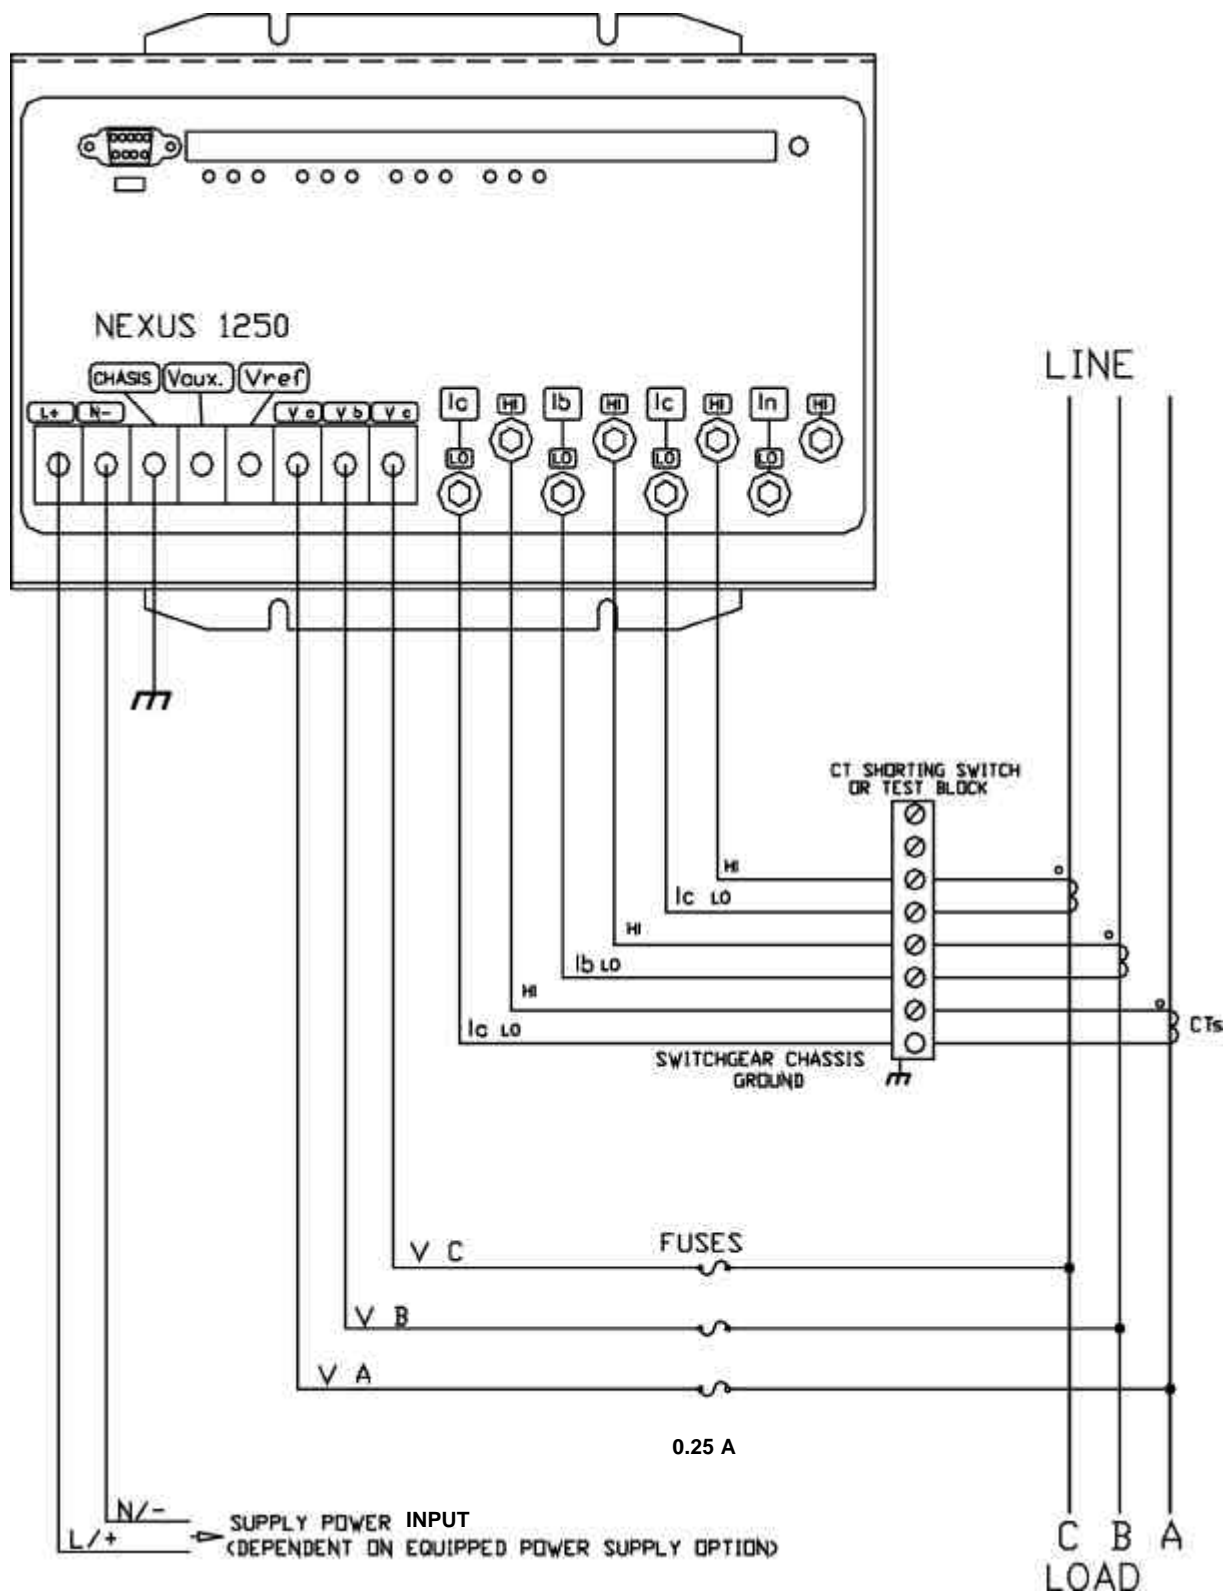 NEXUS 1250
CHASIS Vaux. Vref
L+ N- Va Vb Vc
Ia HI Ib HI Ic HI In HI
LO LO LO LO
LINE
CT SHORTING SWITCH
OR TEST BLOCK
HI
Ic LO
HI
Ib LO
HI
Ia LO
CTs
SWITCHGEAR CHASSIS
GROUND
V C
FUSES
V B
V A
0.25 A
N/-
L/+
SUPPLY POWER INPUT
(DEPENDENT ON EQUIPPED POWER SUPPLY OPTION)
C B A
LOAD